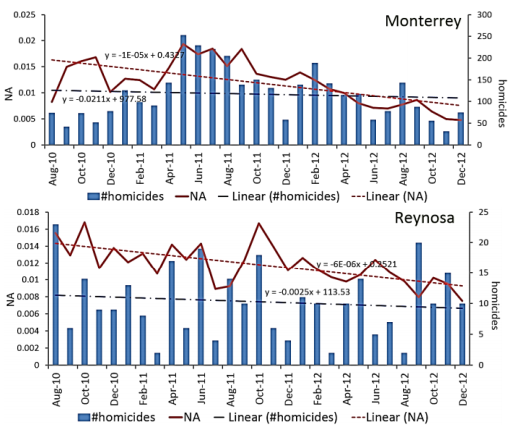 Monterrey
0.025
0.02
0.015
0.01
0.005
0
NA
300
250
200
150
100
50
0
homicides
y = -1E-05x + 0.4327
y = -0.0211x + 977.58
Aug-10 Oct-10 Dec-10 Feb-11 Apr-11 Jun-11 Aug-11 Oct-11 Dec-11 Feb-12 Apr-12 Jun-12 Aug-12 Oct-12 Dec-12
#homicides NA Linear (#homicides) Linear (NA)
Reynosa
0.018
0.016
0.014
0.012
0.01
0.008
0.006
0.004
0.002
0
NA
25
20
15
10
5
0
homicides
y = -6E-06x + 0.2521
y = -0.0025x + 113.53
Aug-10 Oct-10 Dec-10 Feb-11 Apr-11 Jun-11 Aug-11 Oct-11 Dec-11 Feb-12 Apr-12 Jun-12 Aug-12 Oct-12 Dec-12
#homicides NA Linear (#homicides) Linear (NA)